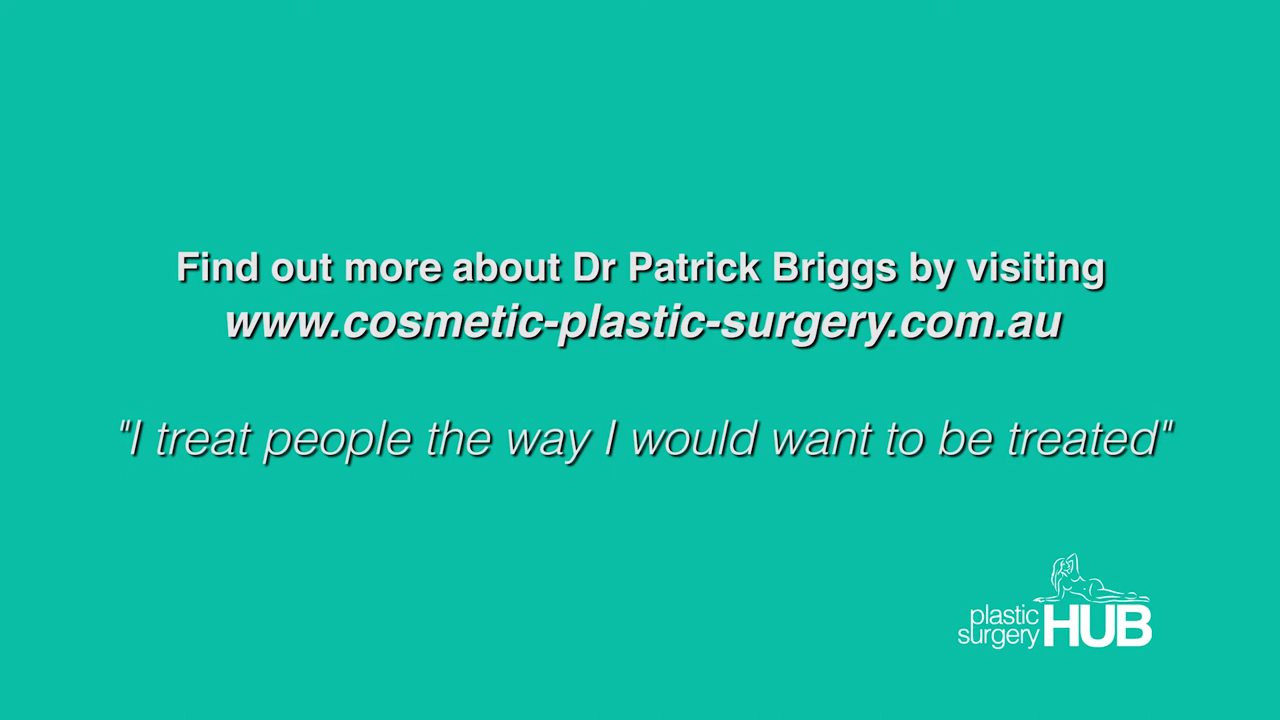 Find out more about Dr Patrick Briggs by visiting
www.cosmetic-plastic-surgery.com.au
"I treat people the way I would want to be treated"
plastic
surgery HUB